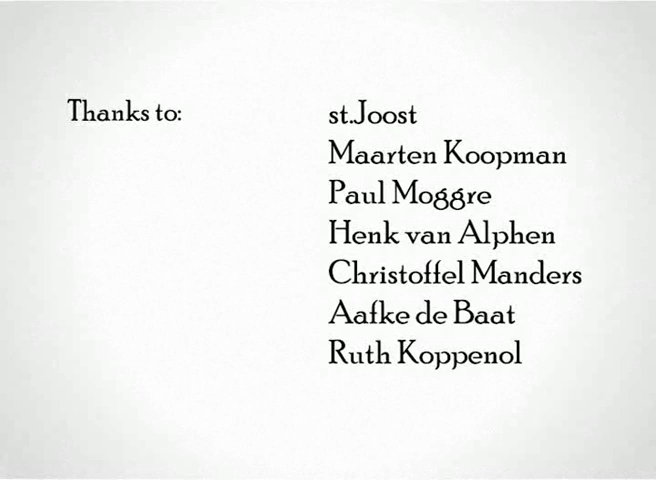 Thanks to: st.Joost
Maarten Koopman
Paul Moggre
Henk van Alphen
Christoffel Manders
Aafke de Baat
Ruth Koppenol